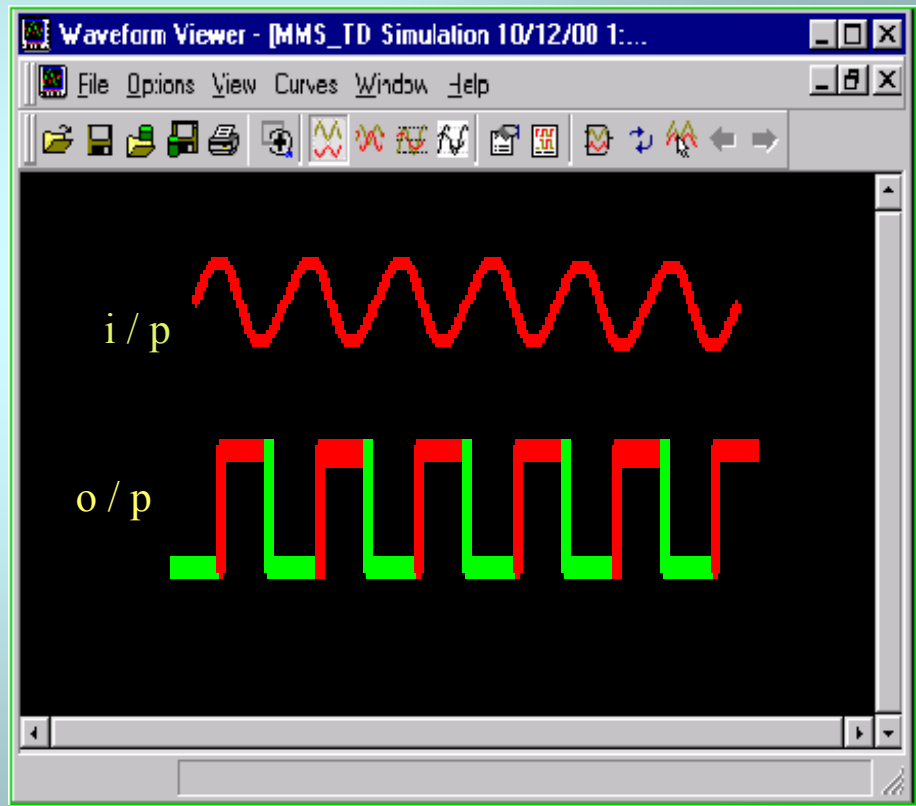 Waveform Viewer - [MMS_TD Simulation 10/12/00 1:...
File Options View Curves Window Help
i / p
o / p